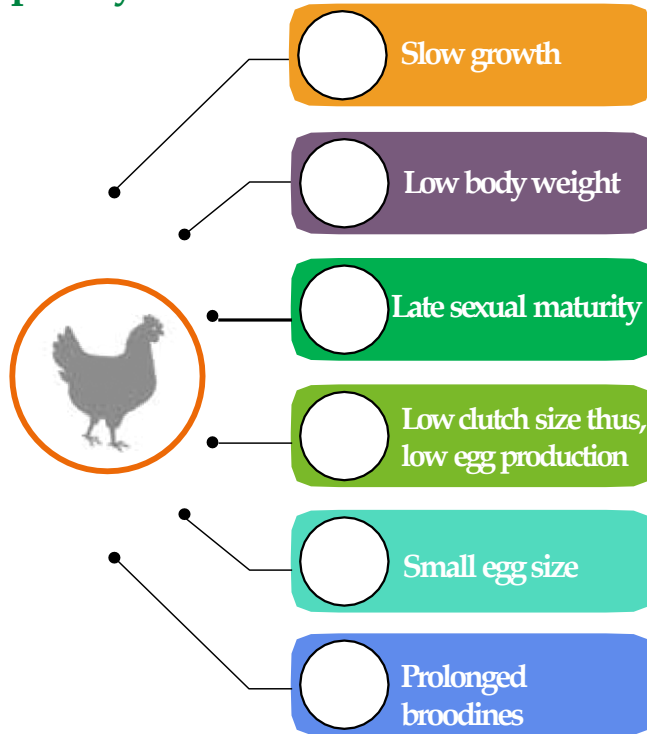 Slow growth
Low body weight
Late sexual maturity
Low clutch size thus,
low egg production
Small egg size
Prolonged
broodines